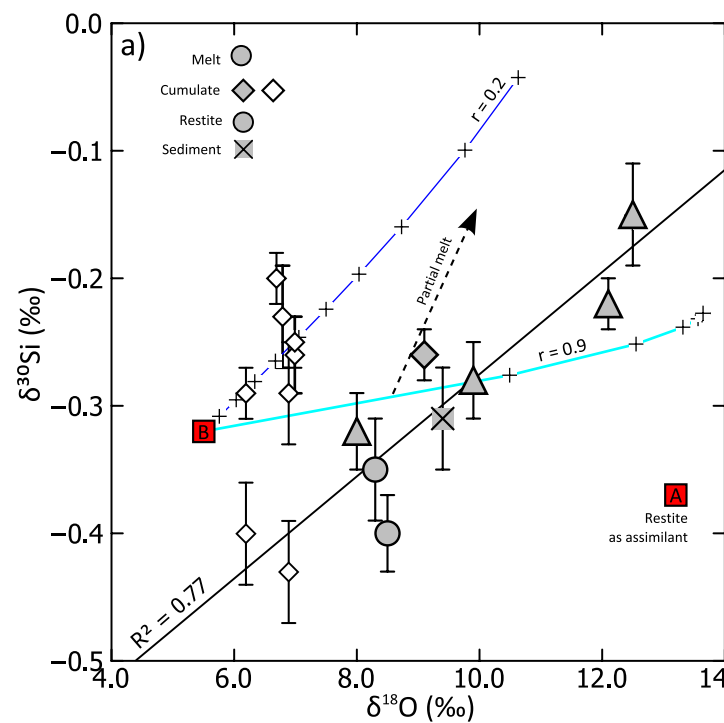 a)
Melt
Cumulate
Restite
Sediment
r = 0.2
Partial melt
r = 0.9
B
A
Restite
as assimilant
R² = 0.77
0.0
−0.1
−0.2
−0.3
−0.4
−0.5
δ³⁰Si (‰)
4.0 6.0 8.0 10.0 12.0 14
δ¹⁸O (‰)